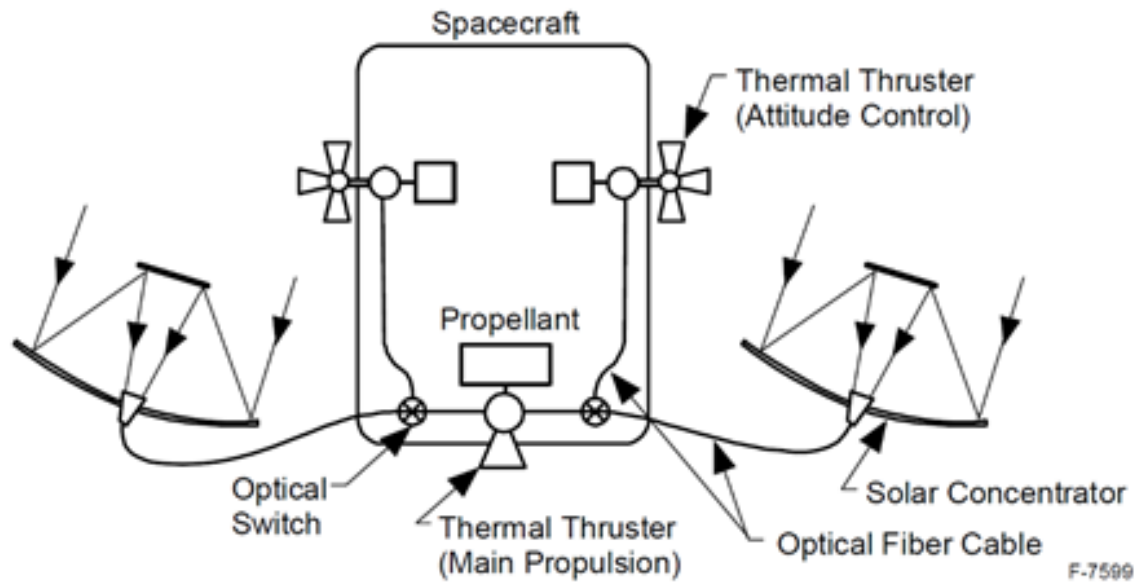 Spacecraft
Thermal Thruster
(Attitude Control)
Propellant
Optical
Switch
Thermal Thruster
(Main Propulsion)
Solar Concentrator
Optical Fiber Cable
F-7599